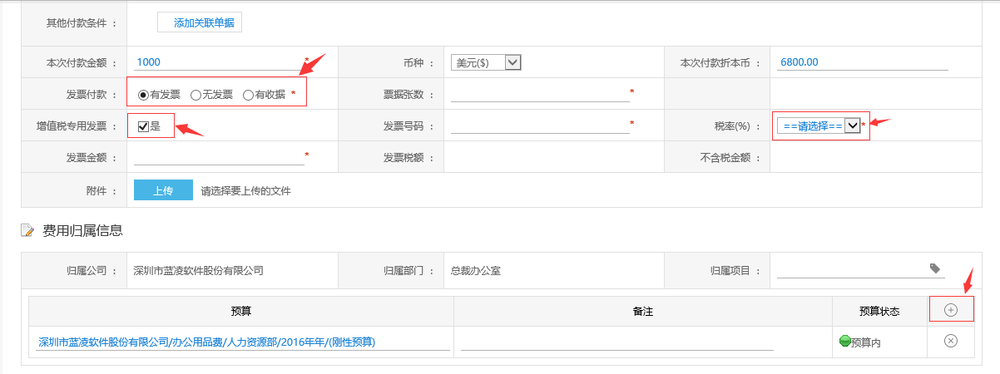 其他付款条件 ： 添加关联单据
本次付款金额 ： 1000 * 币种 ： 美元($) 本次付款折本币 ： 6800.00
发票付款 ： 有发票 无发票 有收据 * 票据张数 ： *
增值税专用发票 ： 是 发票号码 ： * 税率(%) ： ==请选择== *
发票金额 ： * 发票税额 ： 不含税金额 ：
附件 ： 上传 请选择要上传的文件
费用归属信息
归属公司 ： 深圳市蓝凌软件股份有限公司 归属部门 ： 总裁办公室 归属项目 ：
预算 备注 预算状态
深圳市蓝凌软件股份有限公司/办公用品费/人力资源部/2016年年/(刚性预算) 预算内